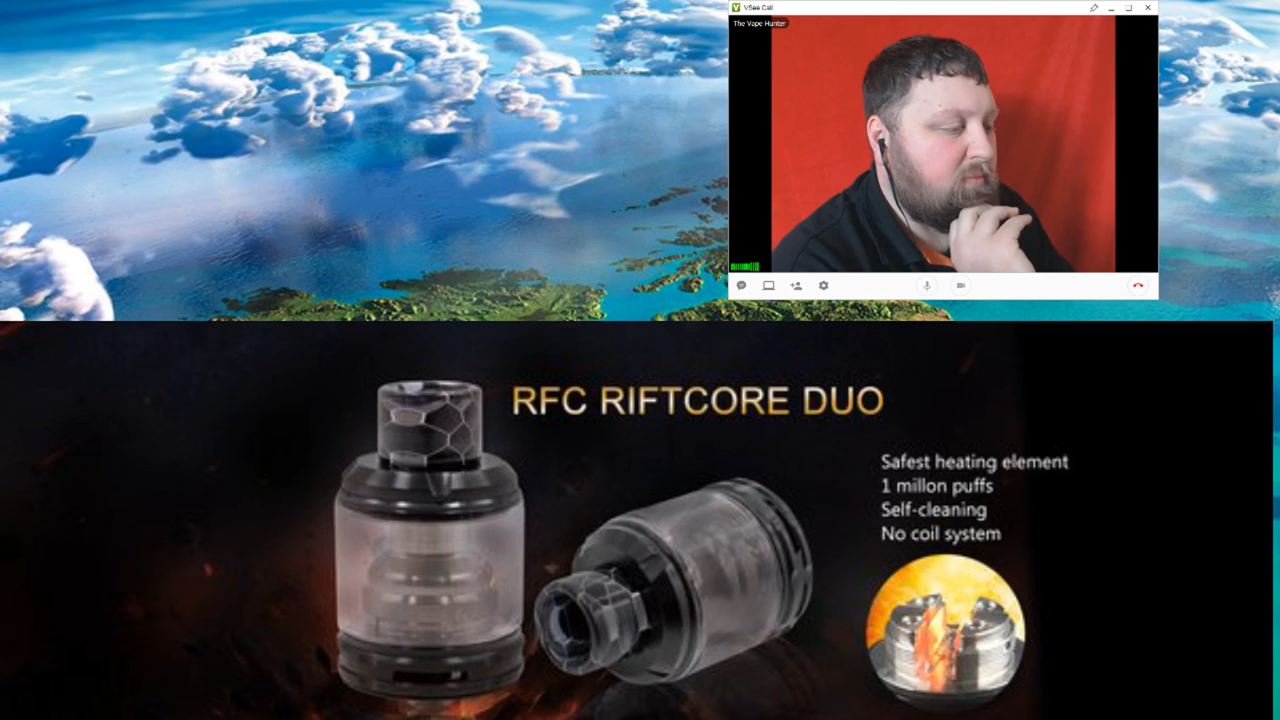 VSee Call
The Vape Hunter
RFC RIFTCORE DUO
Safest heating element
1 millon puffs
Self-cleaning
No coil system